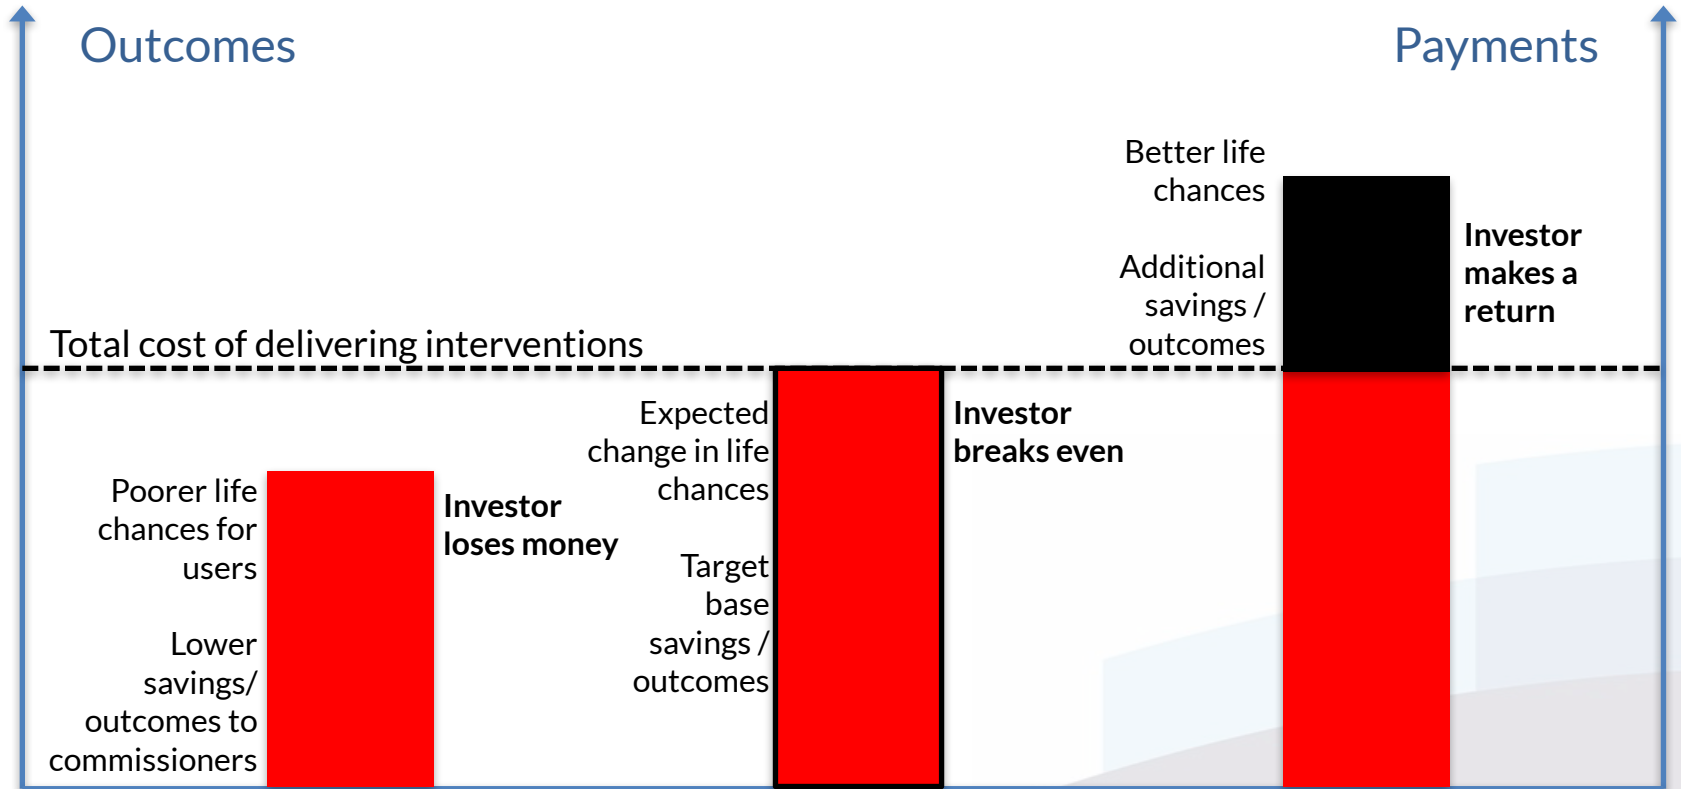 Outcomes
Payments
Better life
chances
Additional
savings /
outcomes
Investor
makes a
return
Total cost of delivering interventions
Poorer life
chances for
users
Lower
savings/
outcomes to
commissioners
Investor
loses money
Expected
change in life
chances
Target
base
savings /
outcomes
Investor
breaks even